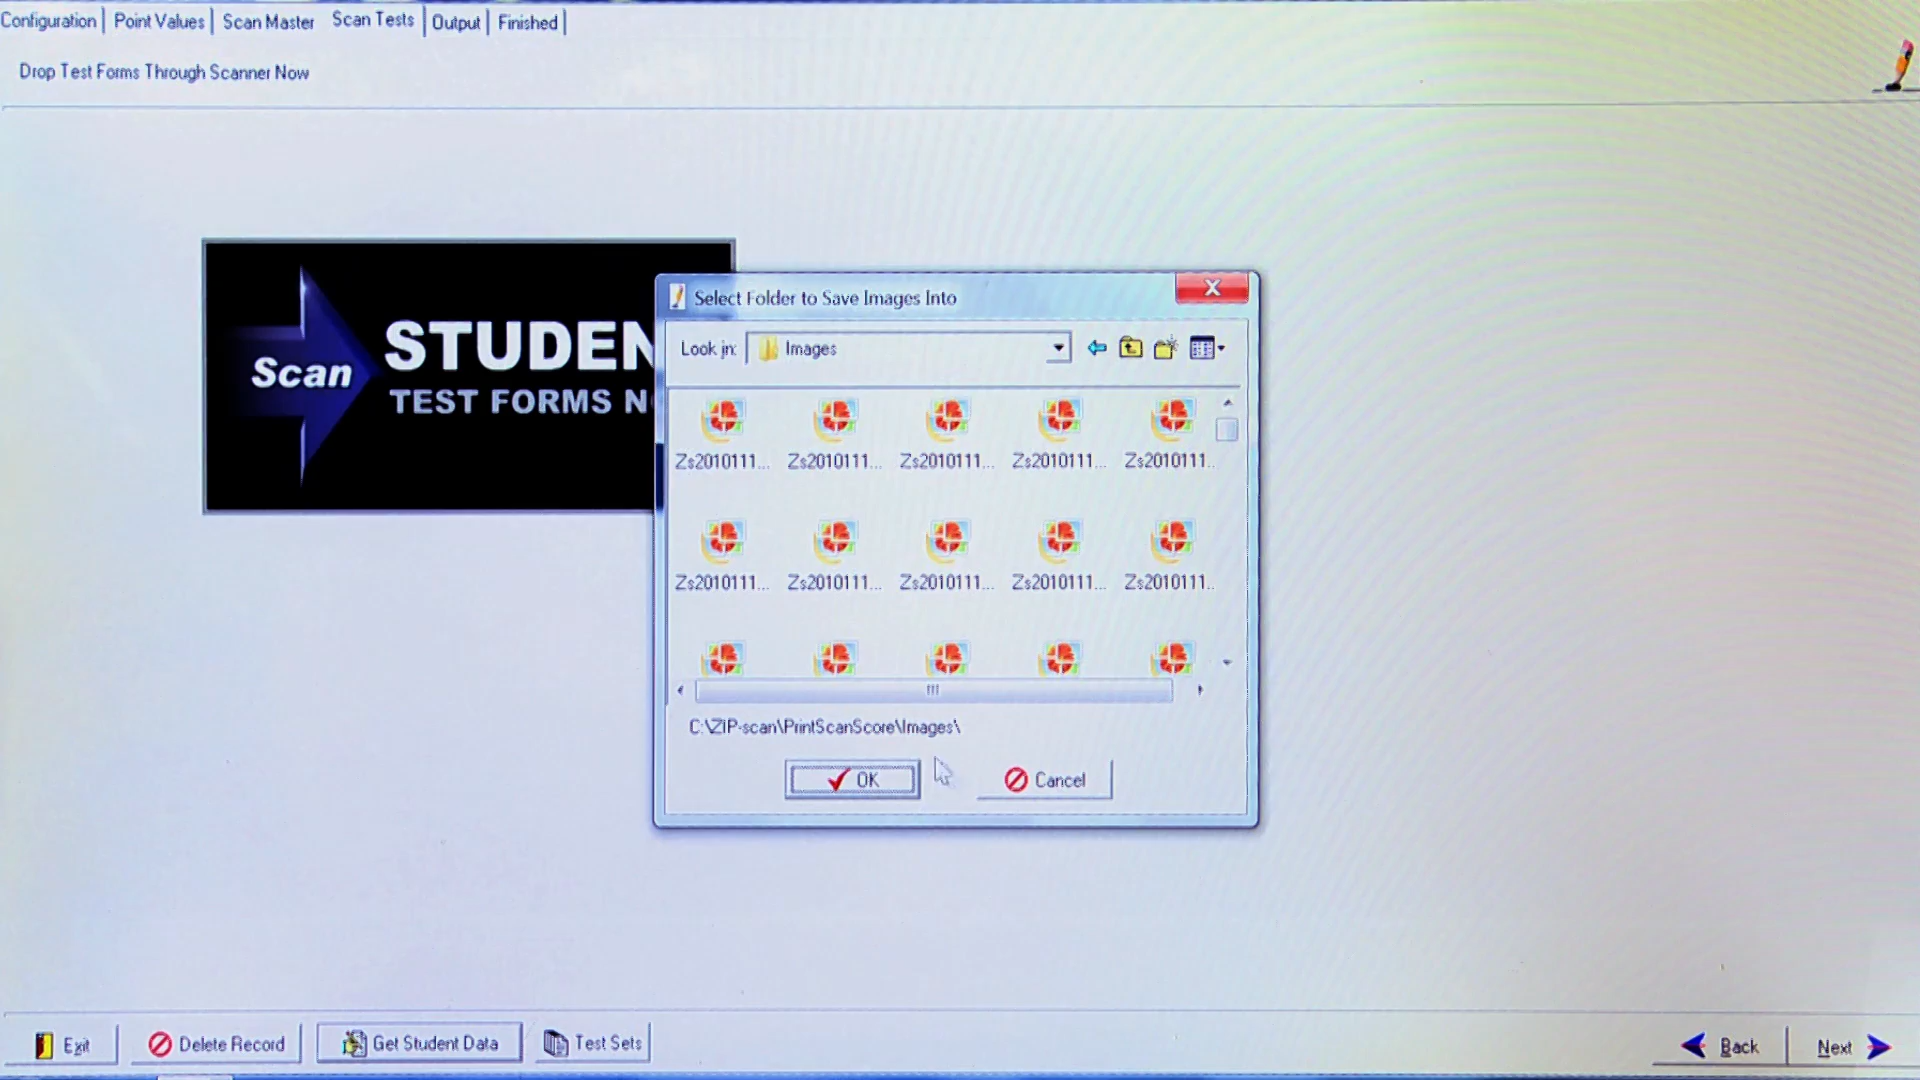 Configuration Point Values Scan Master Scan Tests Output Finished
Drop Test Forms Through Scanner Now
Scan
STUDEN
TEST FORMS N
Select Folder to Save Images Into
Look in: Images
Zs2010111... Zs2010111... Zs2010111... Zs2010111... Zs2010111..
Zs2010111... Zs2010111... Zs2010111... Zs2010111... Zs2010111..
C:\ZIP-scan\PrintScanScore\Images\
OK Cancel
Exit Delete Record Get Student Data Test Sets Back Next